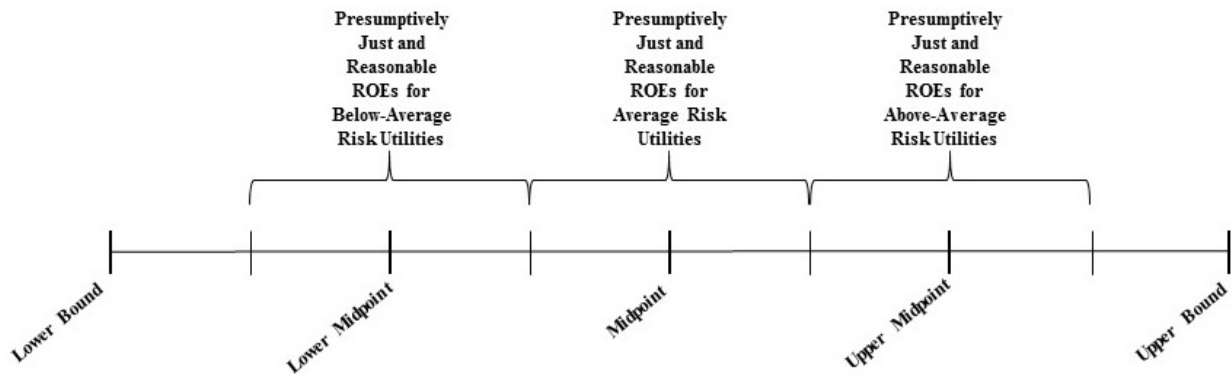 Presumptively
Just and
Reasonable
ROEs for
Below-Average
Risk Utilities
Presumptively
Just and
Reasonable
ROEs for
Average Risk
Utilities
Presumptively
Just and
Reasonable
ROEs for
Above-Average
Risk Utilities
Lower Bound
Lower Midpoint
Midpoint
Upper Midpoint
Upper Bound